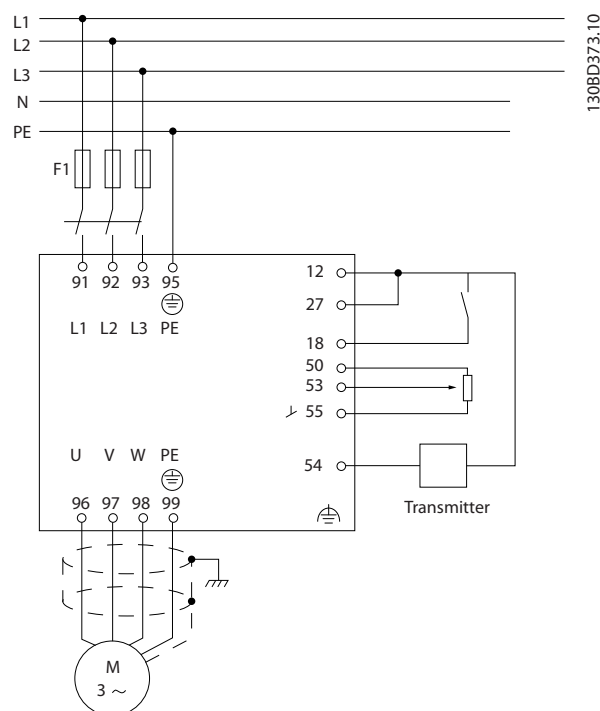 L1
L2
L3
N
PE
130BD373.10
F1
91 92 93 95
L1 L2 L3 PE
12
27
18
50
53
55
54
Transmitter
U V W PE
96 97 98 99
M
3 ~